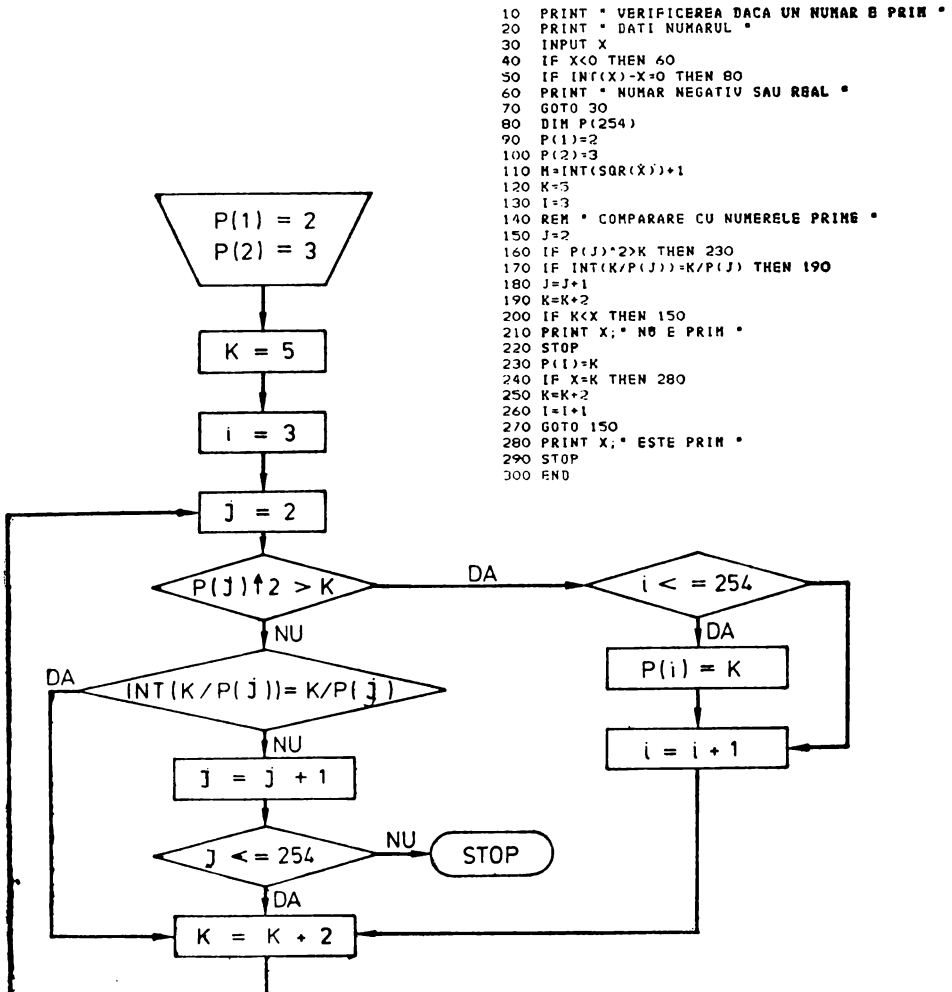 10 PRINT " VERIFICEREA DACA UN NUMAR E PRIM "
20 PRINT " DATI NUMARUL "
30 INPUT X
40 IF X<0 THEN 60
50 IF INT(X)-X=0 THEN 80
60 PRINT " NUMAR NEGATIV SAU REAL "
70 GOTO 30
80 DIM P(254)
90 P(1)=2
100 P(2)=3
110 M=INT(SQR(X))+1
120 K=5
130 I=3
140 REM " COMPARARE CU NUMERELE PRIME "
150 J=2
160 IF P(J)^2>K THEN 230
170 IF INT(K/P(J))=K/P(J) THEN 190
180 J=J+1
190 K=K+2
200 IF K<X THEN 150
210 PRINT X;" NU E PRIM "
220 STOP
230 P(I)=K
240 IF X=K THEN 280
250 K=K+2
260 I=I+1
270 GOTO 150
280 PRINT X;" ESTE PRIM "
290 STOP
300 END
P(1) = 2
P(2) = 3
K = 5
i = 3
j = 2
P(j)↑2 > K
DA
i <= 254
NU
DA
P(i) = K
DA
INT(K/P(j))=K/P(j)
NU
i = i + 1
j = j + 1
j <= 254
NU
STOP
DA
K = K + 2